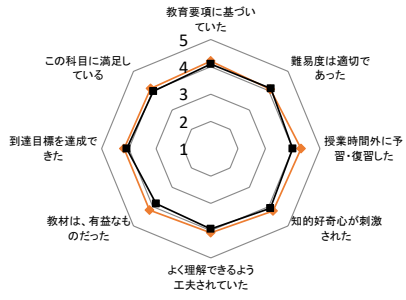 教育要項に基づい
ていた
難易度は適切で
あった
授業時間外に予
習・復習した
知的好奇心が刺激
された
よく理解できるよう
工夫されていた
教材は、有益なも
のだった
到達目標を達成で
きた
この科目に満足し
ている
5
4
3
2
1